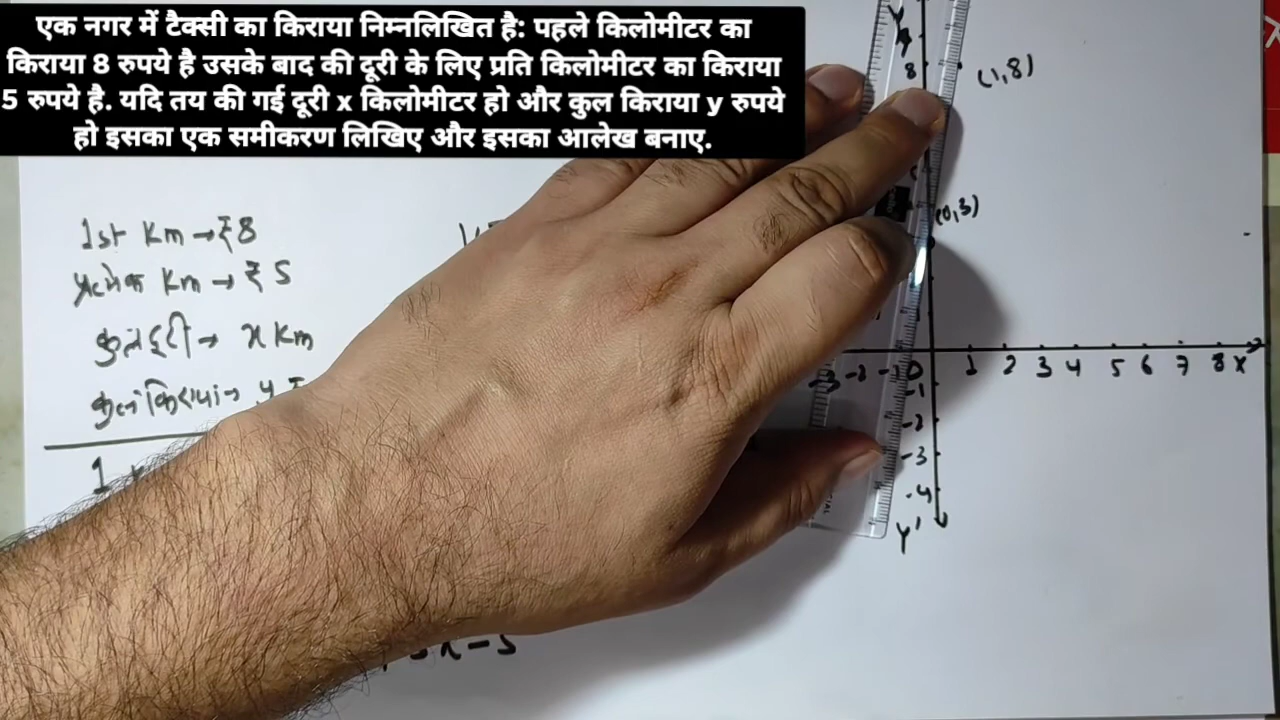 एक नगर में टैक्सी का किराया निम्नलिखित है: पहले किलोमीटर का
किराया 8 रुपये है उसके बाद की दूरी के लिए प्रति किलोमीटर का किराया
5 रुपये है. यदि तय की गई दूरी x किलोमीटर हो और कुल किराया y रुपये
हो इसका एक समीकरण लिखिए और इसका आलेख बनाए.
1st Km → ₹8
प्रत्येक Km → ₹ 5
कुल दूरी → x Km
कुल किराया → y
1
x - 5
Y
8
(1,8)
(0,3)
-3 -2 -1 0 1 2 3 4 5 6 7 8 X
-1
-2
-3
-4
Y'